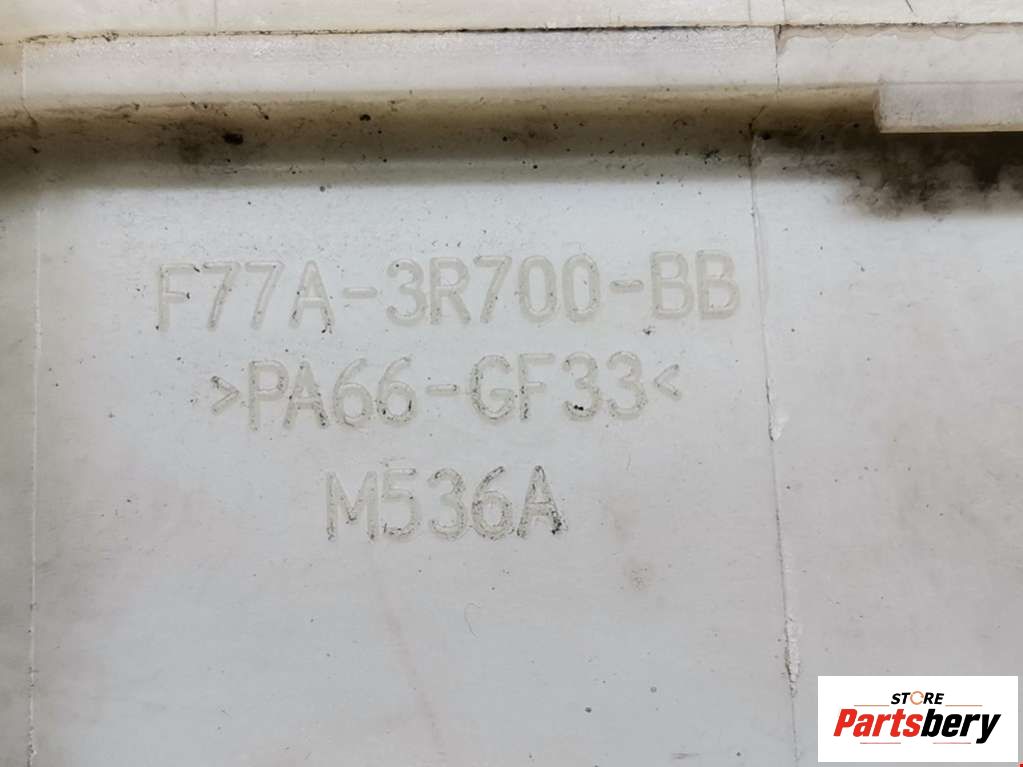 F77A-3R700-BB
>PA66-GF33<
M536A
STORE
Partsbery